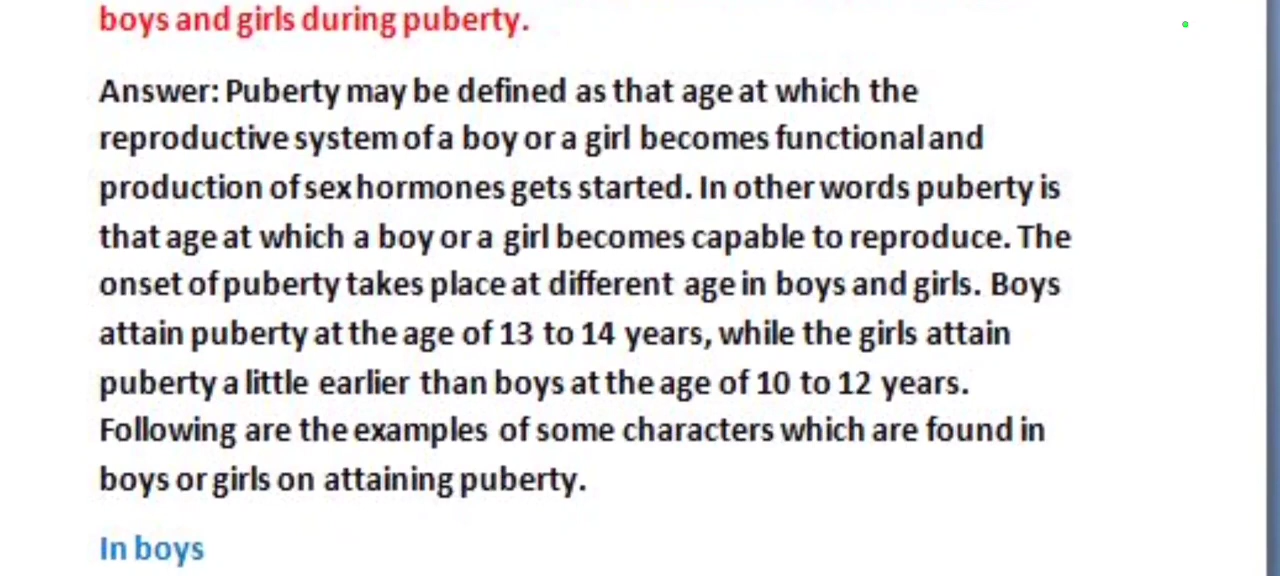 boys and girls during puberty.
Answer: Puberty may be defined as that age at which the
reproductive system of a boy or a girl becomes functional and
production of sex hormones gets started. In other words puberty is
that age at which a boy or a girl becomes capable to reproduce. The
onset of puberty takes place at different age in boys and girls. Boys
attain puberty at the age of 13 to 14 years, while the girls attain
puberty a little earlier than boys at the age of 10 to 12 years.
Following are the examples of some characters which are found in
boys or girls on attaining puberty.
In boys